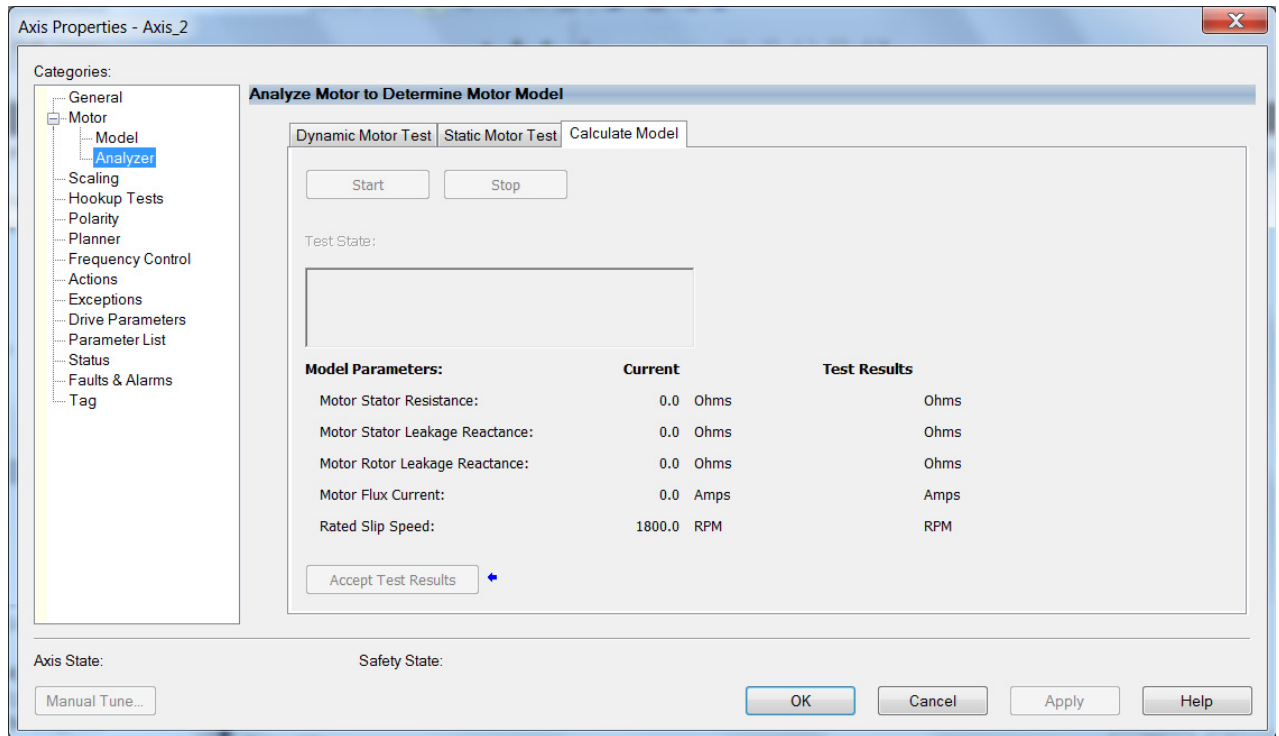 Axis Properties - Axis_2
X
Categories:
General
Motor
Model
Analyzer
Scaling
Hookup Tests
Polarity
Planner
Frequency Control
Actions
Exceptions
Drive Parameters
Parameter List
Status
Faults & Alarms
Tag
Analyze Motor to Determine Motor Model
Dynamic Motor Test Static Motor Test Calculate Model
Start Stop
Test State:
Model Parameters: Current Test Results
Motor Stator Resistance: 0.0 Ohms Ohms
Motor Stator Leakage Reactance: 0.0 Ohms Ohms
Motor Rotor Leakage Reactance: 0.0 Ohms Ohms
Motor Flux Current: 0.0 Amps Amps
Rated Slip Speed: 1800.0 RPM RPM
Accept Test Results
Axis State: Safety State:
Manual Tune... OK Cancel Apply Help